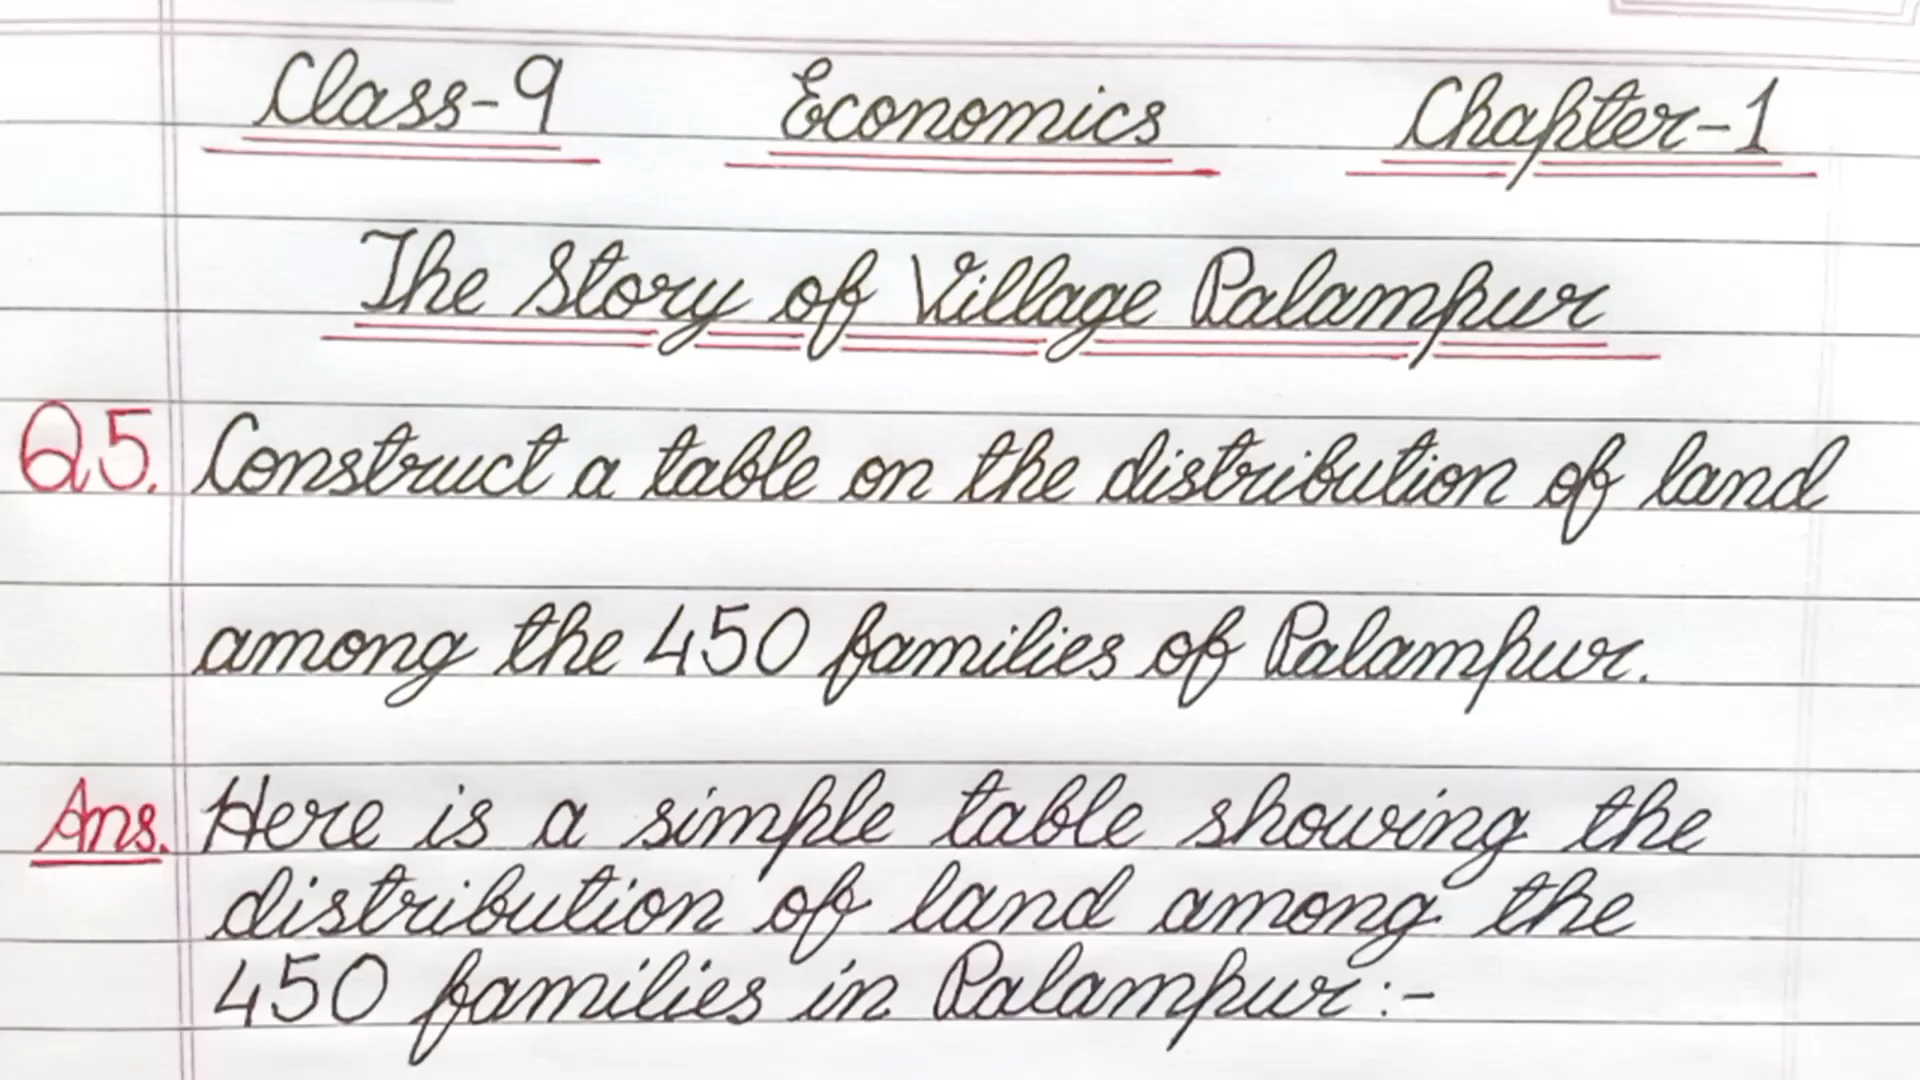 Class-9 Economics Chapter-1
The Story of Village Palampur
Q5. Construct a table on the distribution of land
among the 450 families of Palampur.
Ans. Here is a simple table showing the
distribution of land among the
450 families in Palampur:-